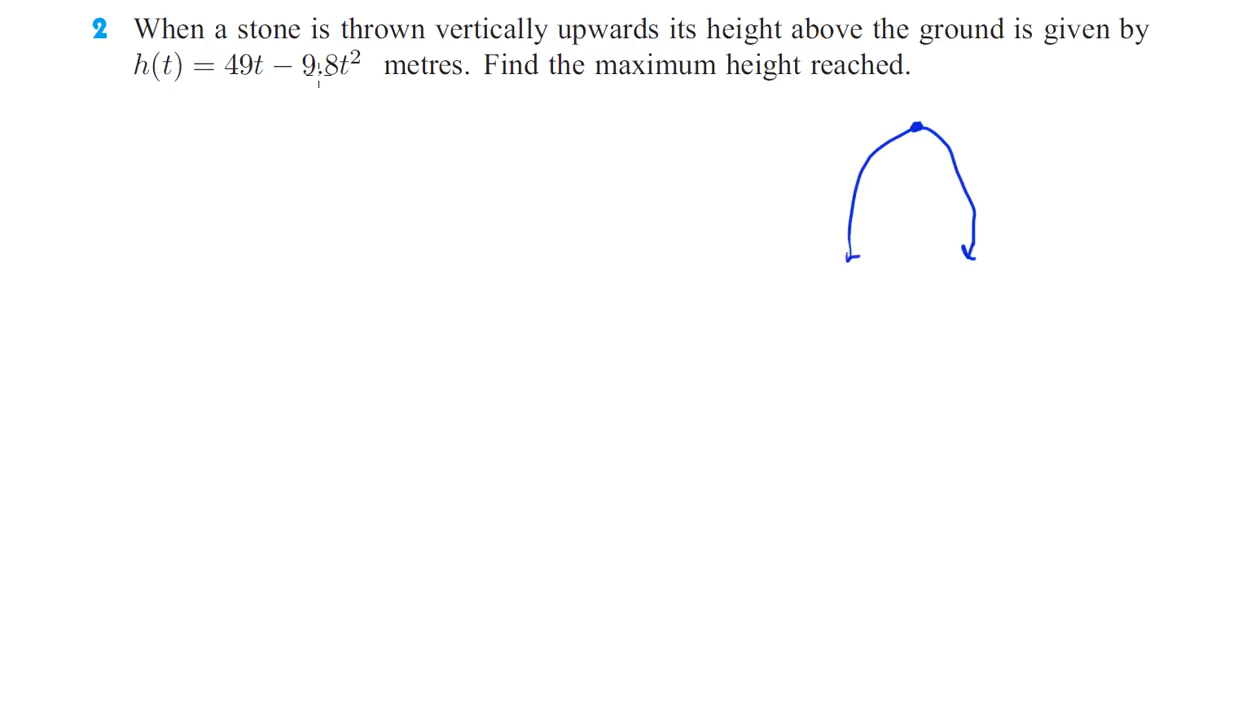 2 When a stone is thrown vertically upwards its height above the ground is given by
h(t) = 49t − 9.8t² metres. Find the maximum height reached.